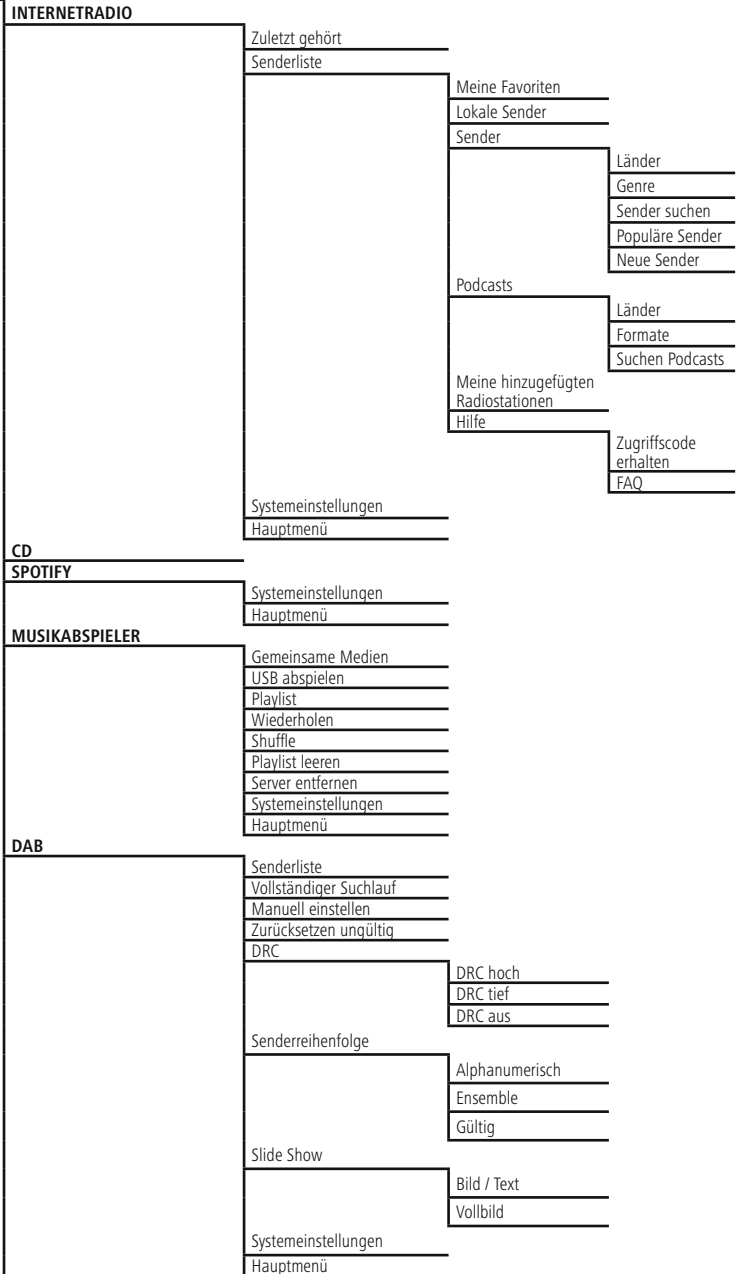 INTERNETRADIO
Zuletzt gehört
Senderliste
Meine Favoriten
Lokale Sender
Sender
Länder
Genre
Sender suchen
Populäre Sender
Neue Sender
Podcasts
Länder
Formate
Suchen Podcasts
Meine hinzugefügten
Radiostationen
Hilfe
Zugriffscode
erhalten
FAQ
Systemeinstellungen
Hauptmenü
CD
SPOTIFY
Systemeinstellungen
Hauptmenü
MUSIKABSPIELER
Gemeinsame Medien
USB abspielen
Playlist
Wiederholen
Shuffle
Playlist leeren
Server entfernen
Systemeinstellungen
Hauptmenü
DAB
Senderliste
Vollständiger Suchlauf
Manuell einstellen
Zurücksetzen ungültig
DRC
DRC hoch
DRC tief
DRC aus
Senderreihenfolge
Alphanumerisch
Ensemble
Gültig
Slide Show
Bild / Text
Vollbild
Systemeinstellungen
Hauptmenü